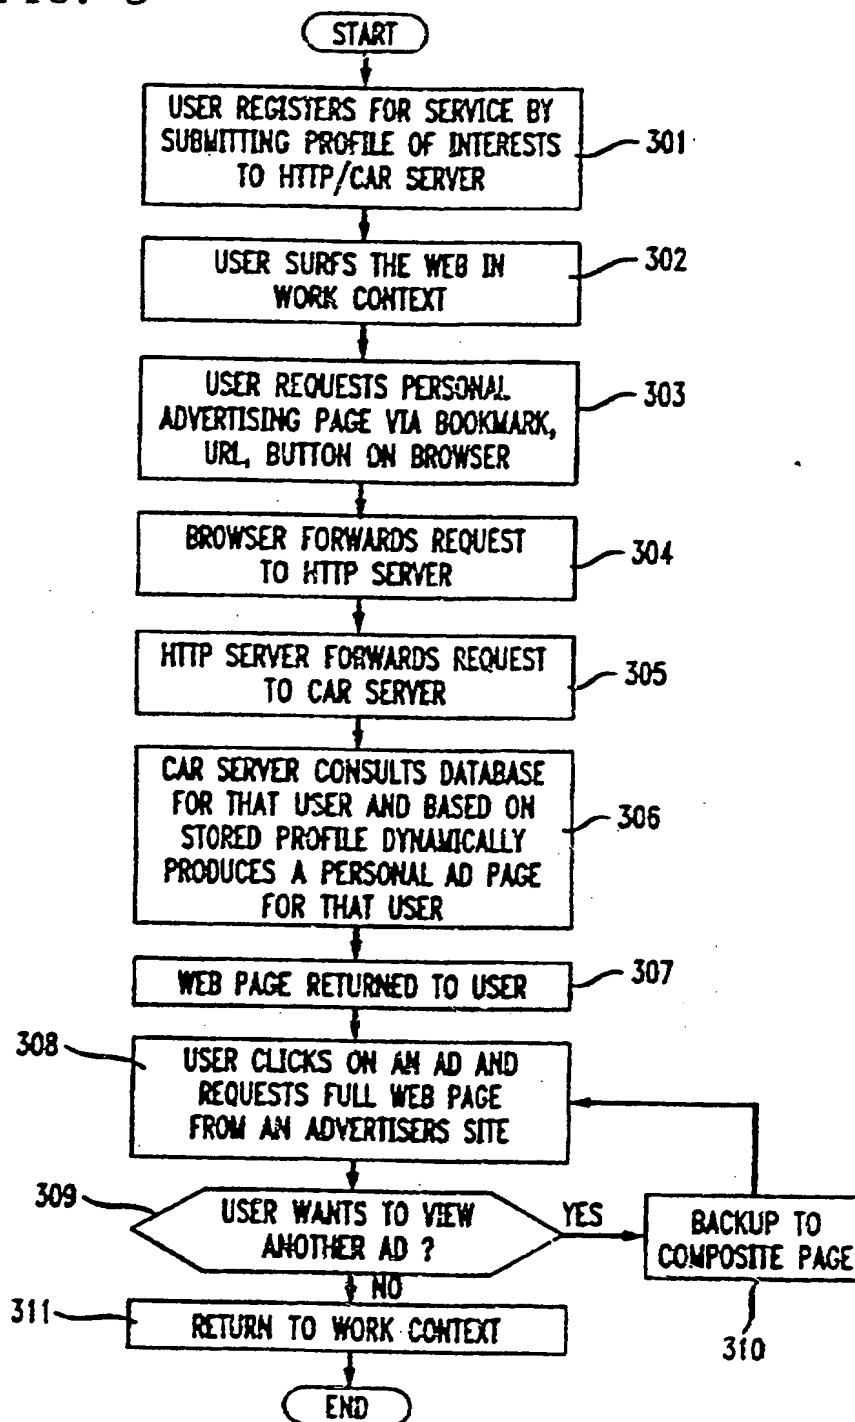 START
USER REGISTERS FOR SERVICE BY
SUBMITTING PROFILE OF INTERESTS
TO HTTP/CAR SERVER
301
USER SURFS THE WEB IN
WORK CONTEXT
302
USER REQUESTS PERSONAL
ADVERTISING PAGE VIA BOOKMARK,
URL, BUTTON ON BROWSER
303
BROWSER FORWARDS REQUEST
TO HTTP SERVER
304
HTTP SERVER FORWARDS REQUEST
TO CAR SERVER
305
CAR SERVER CONSULTS DATABASE
FOR THAT USER AND BASED ON
STORED PROFILE DYNAMICALLY
PRODUCES A PERSONAL AD PAGE
FOR THAT USER
306
WEB PAGE RETURNED TO USER
307
308
USER CLICKS ON AN AD AND
REQUESTS FULL WEB PAGE
FROM AN ADVERTISERS SITE
309
USER WANTS TO VIEW
ANOTHER AD ?
YES
BACKUP TO
COMPOSITE PAGE
310
NO
311
RETURN TO WORK CONTEXT
END